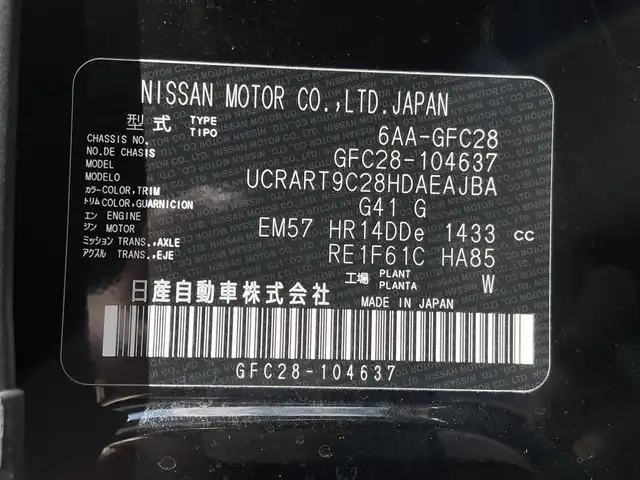 NISSAN MOTOR CO.,LTD.JAPAN
型式 TYPE TIPO 6AA-GFC28
CHASSIS NO. NO.DE CHASSIS GFC28-104637
MODEL MODELO UCRART9C28HDAEAJBA
カラー COLOR,TRIM トリム COLOR,GUARNICION G41 G
エン ENGINE ジン MOTOR EM57 HR14DDe 1433 cc
ミッション TRANS.,AXLE アクスル TRANS.,EJE RE1F61C HA85
工場 PLANT PLANTA W
日産自動車株式会社 MADE IN JAPAN
GFC28-104637